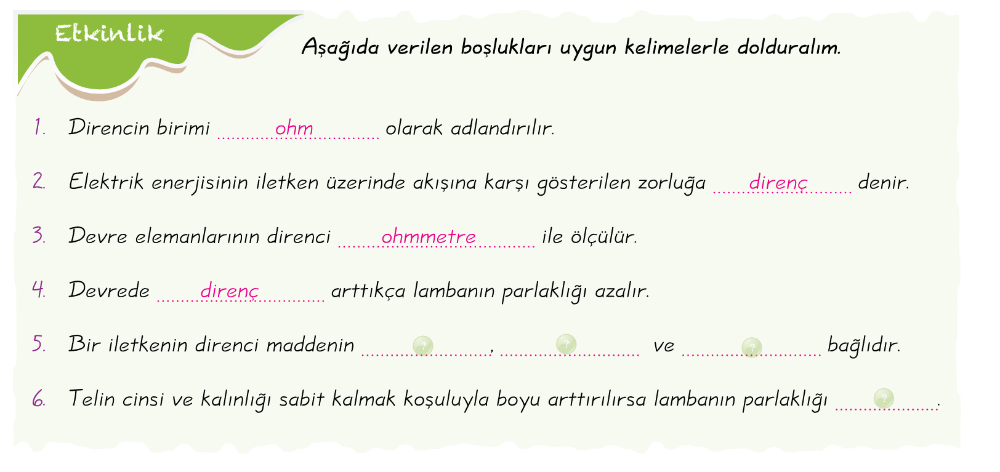 Etkinlik
Aşağıda verilen boşlukları uygun kelimelerle dolduralım.
1. Direncin birimi ohm olarak adlandırılır.
2. Elektrik enerjisinin iletken üzerinde akışına karşı gösterilen zorluğa direnç denir.
3. Devre elemanlarının direnci ohmmetre ile ölçülür.
4. Devrede direnç arttıkça lambanın parlaklığı azalır.
5. Bir iletkenin direnci maddenin ? , ? ve ? bağlıdır.
6. Telin cinsi ve kalınlığı sabit kalmak koşuluyla boyu arttırılırsa lambanın parlaklığı ? .